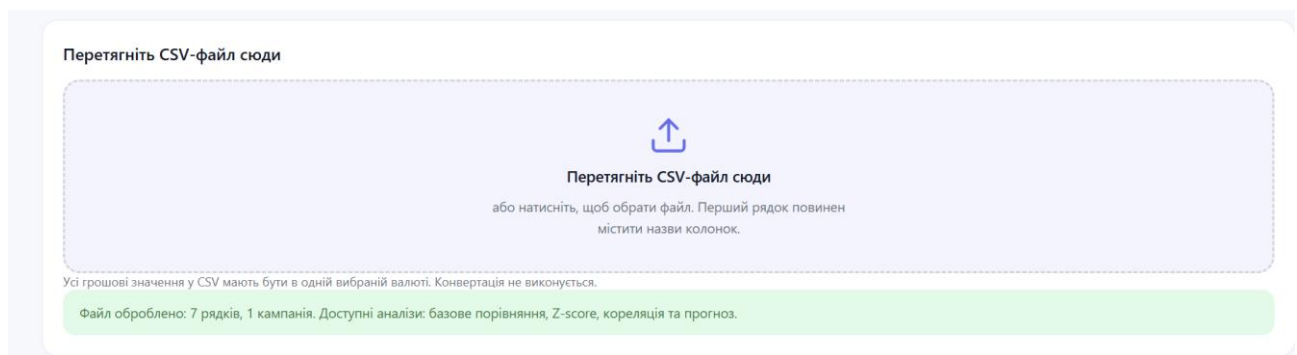 Перетягніть CSV-файл сюди
Перетягніть CSV-файл сюди
або натисніть, щоб обрати файл. Перший рядок повинен
містити назви колонок.
Усі грошові значення у CSV мають бути в одній вибраній валюті. Конвертація не виконується.
Файл оброблено: 7 рядків, 1 кампанія. Доступні аналізи: базове порівняння, Z-score, кореляція та прогноз.